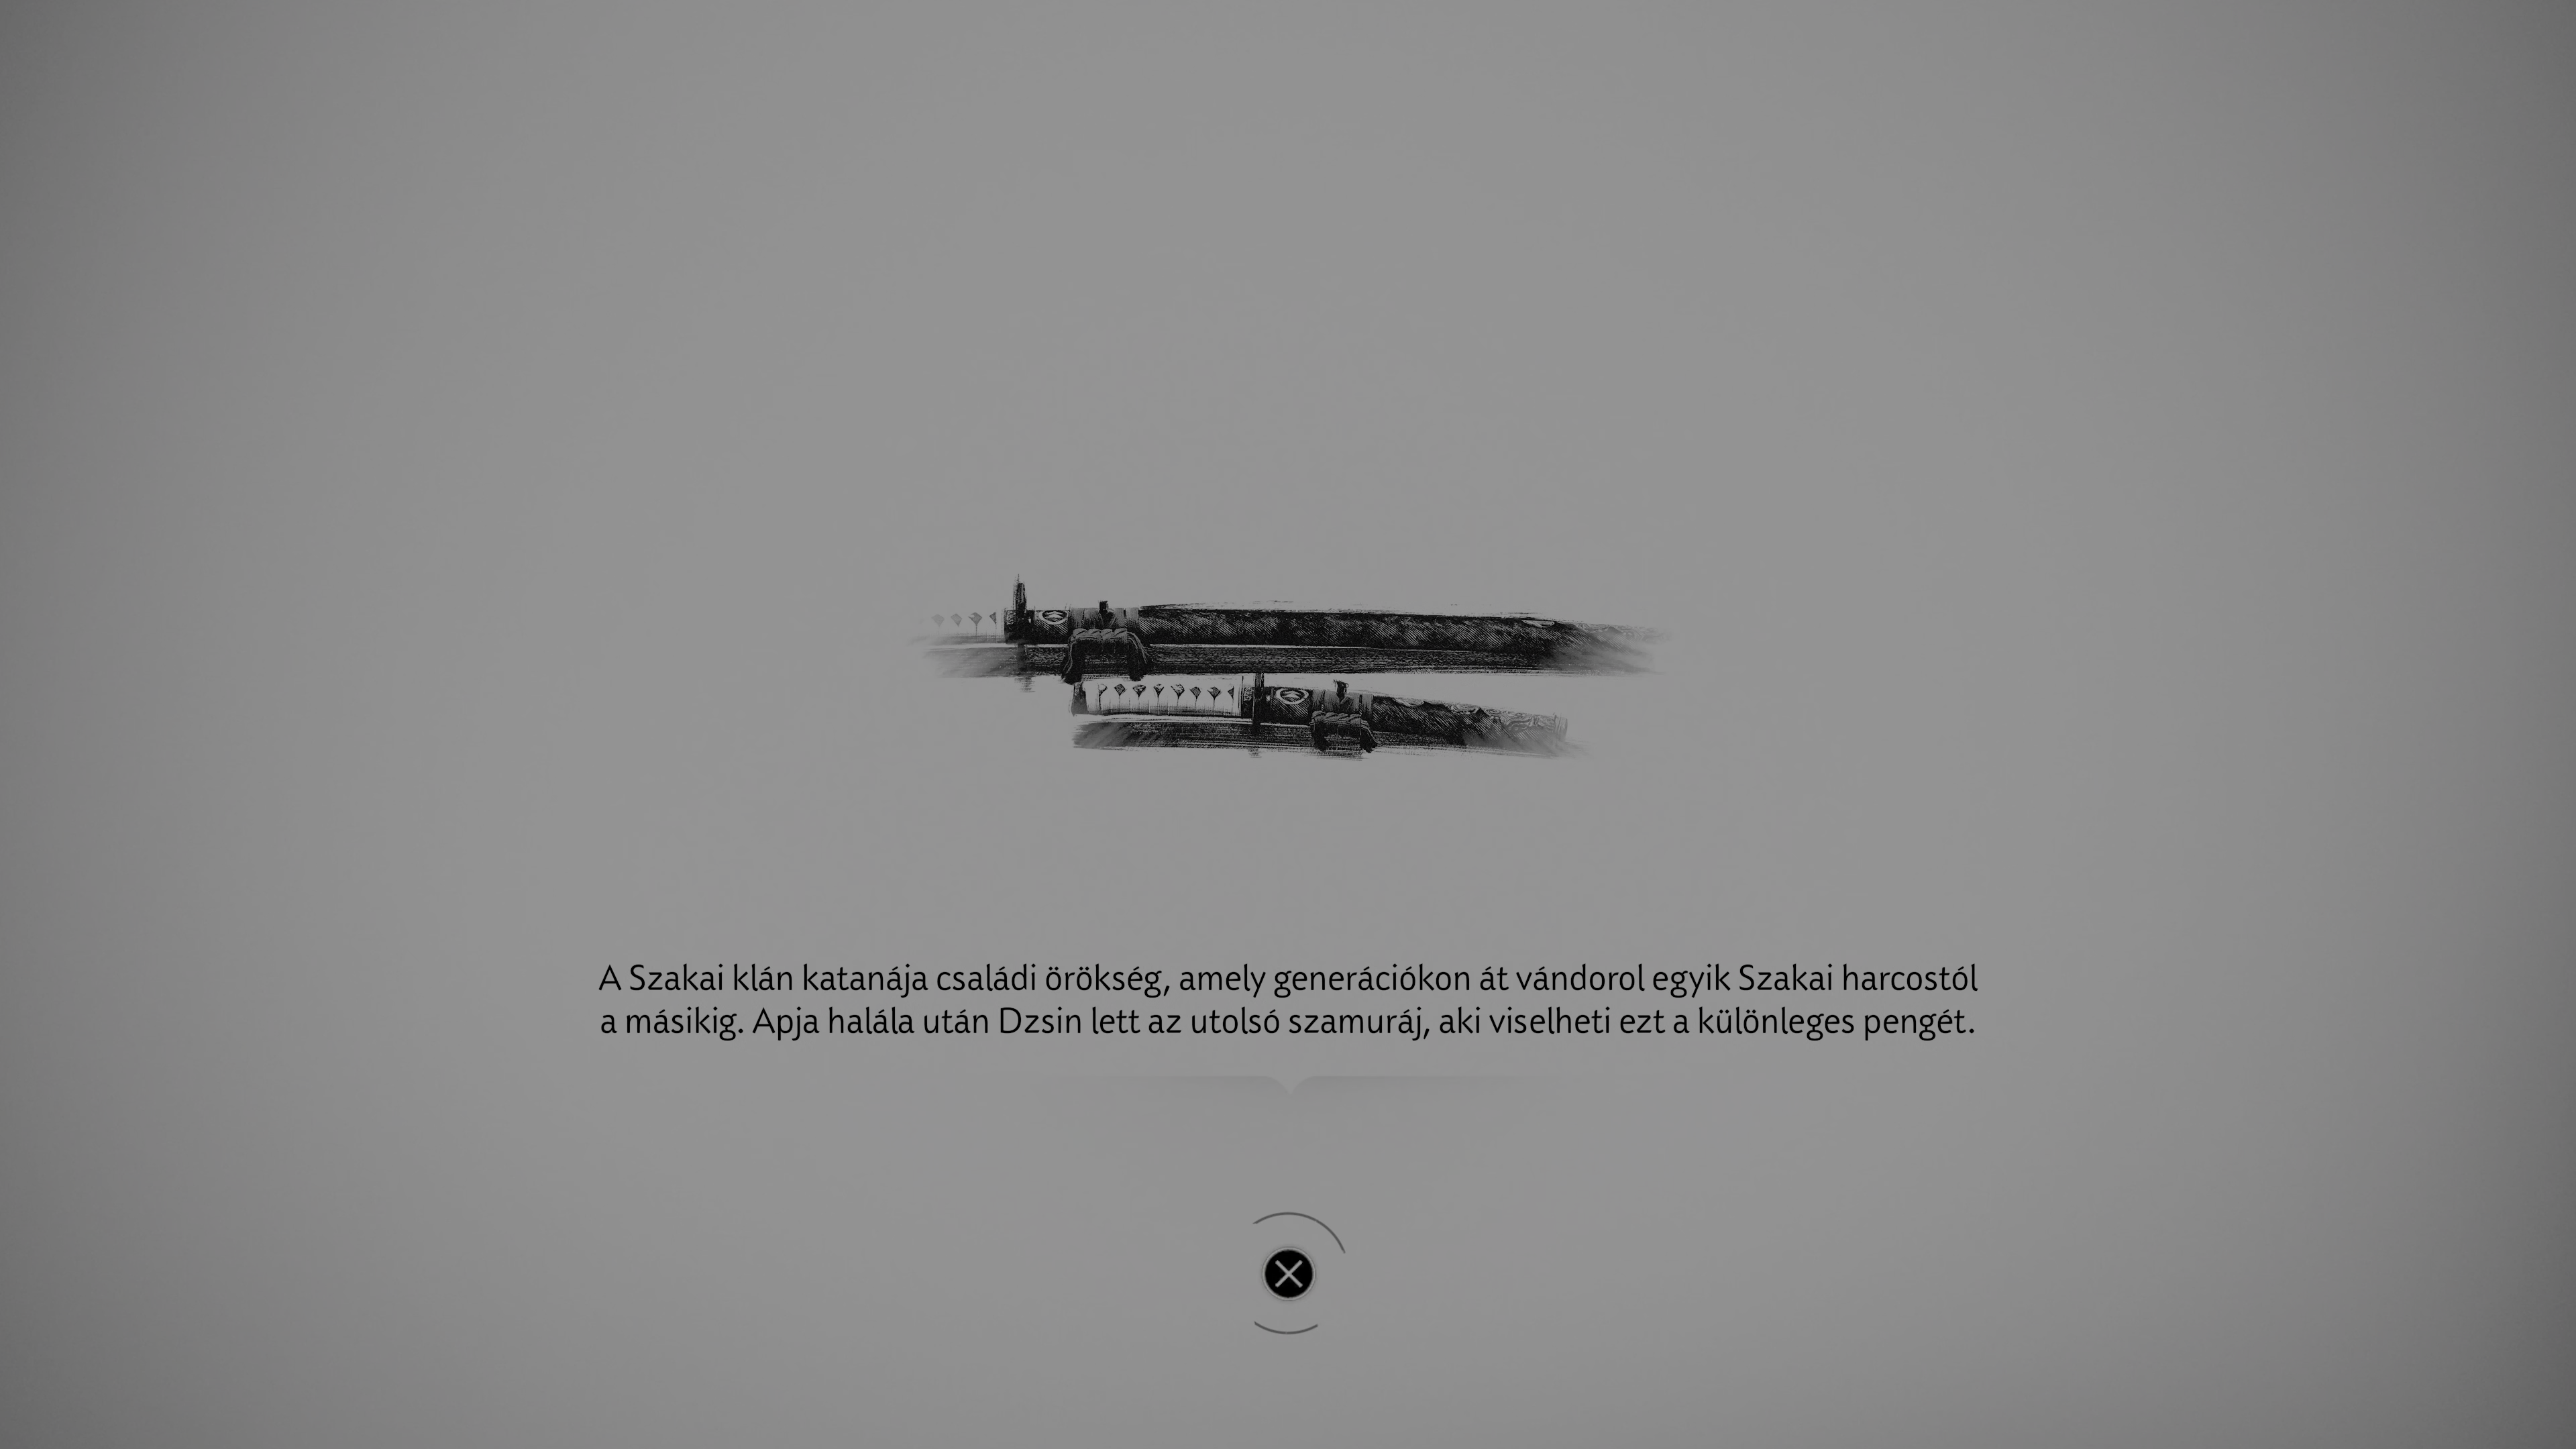 A Szakai klán katanája családi örökség, amely generációkon át vándorol egyik Szakai harcostól
a másikig. Apja halála után Dzsin lett az utolsó szamuráj, aki viselheti ezt a különleges pengét.